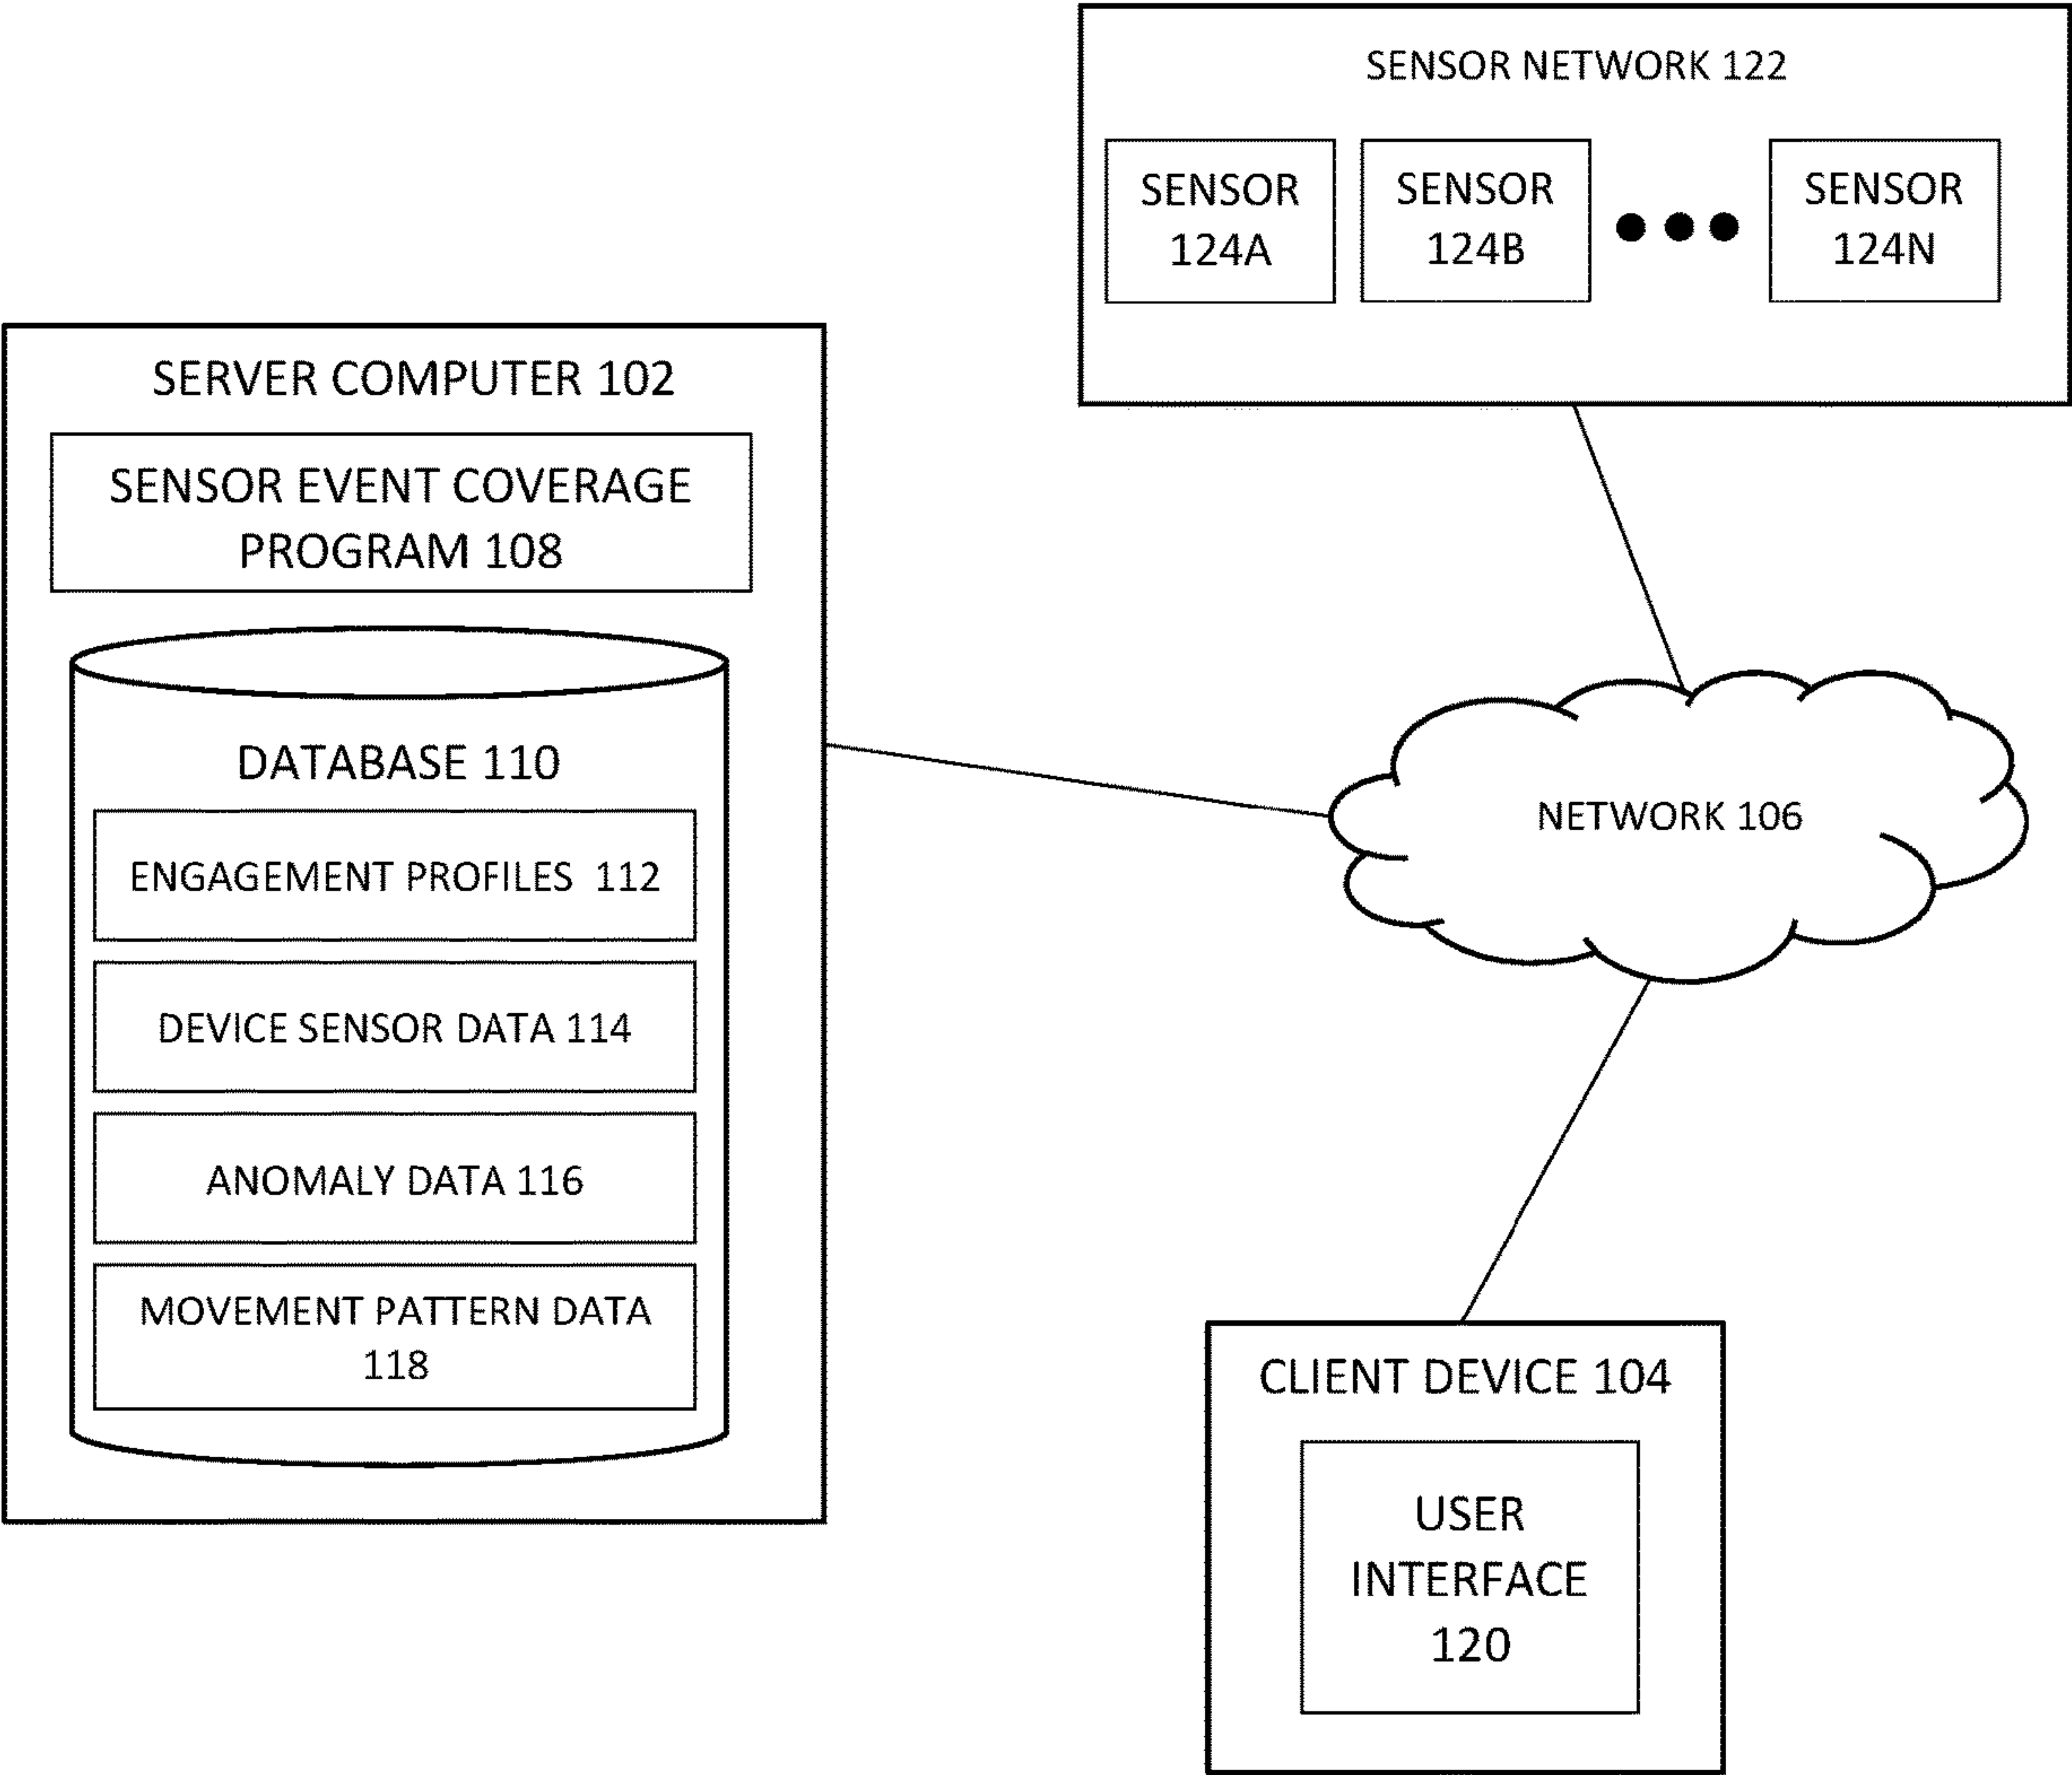 SENSOR NETWORK 122
SENSOR
124A
SENSOR
124B
SENSOR
124N
SERVER COMPUTER 102
SENSOR EVENT COVERAGE
PROGRAM 108
DATABASE 110
ENGAGEMENT PROFILES 112
DEVICE SENSOR DATA 114
ANOMALY DATA 116
MOVEMENT PATTERN DATA
118
NETWORK 106
CLIENT DEVICE 104
USER
INTERFACE
120